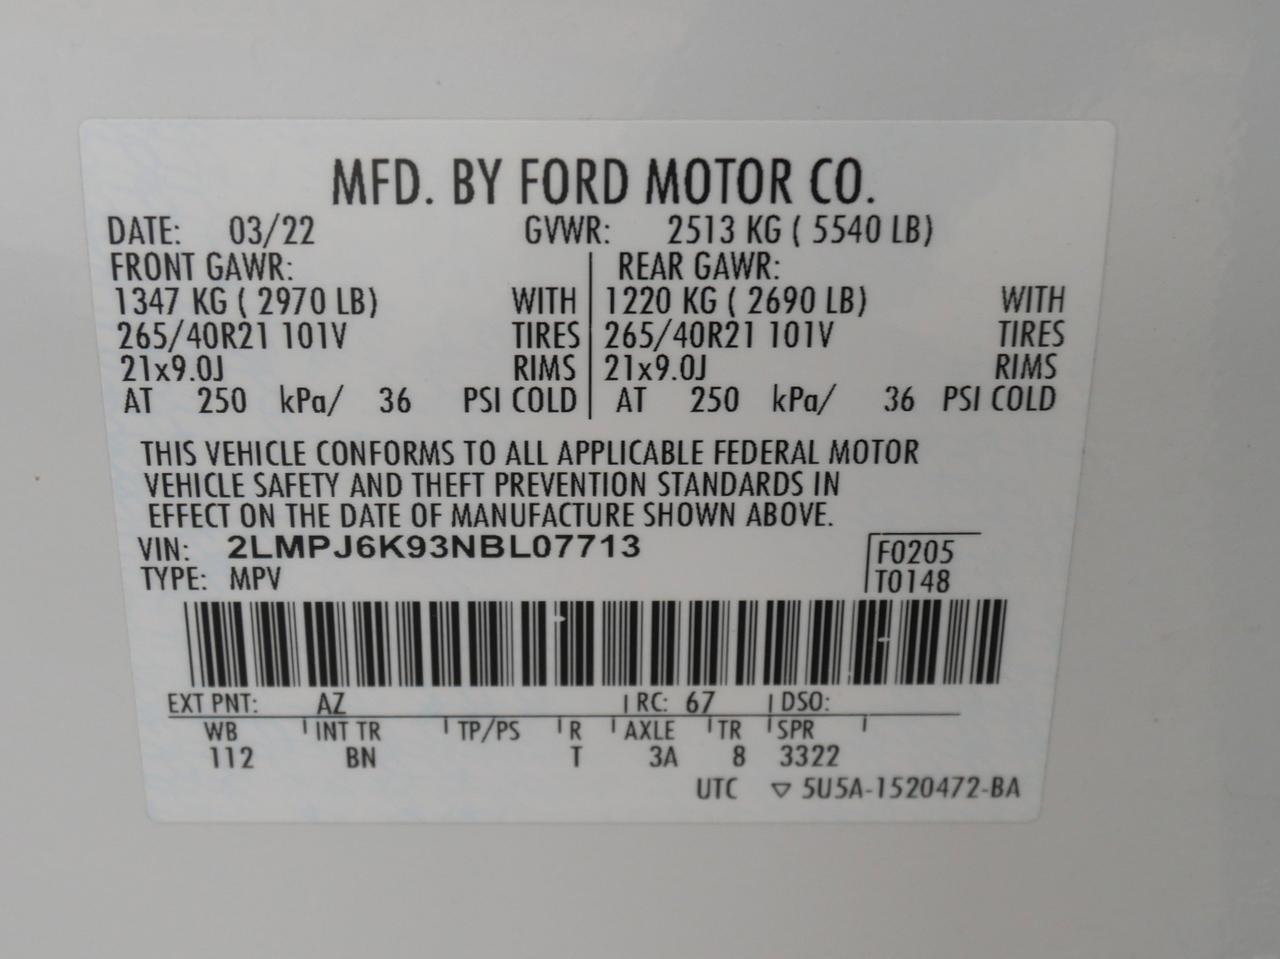 MFD. BY FORD MOTOR CO.
DATE: 03/22 GVWR: 2513 KG ( 5540 LB)
FRONT GAWR: REAR GAWR:
1347 KG ( 2970 LB) WITH 1220 KG ( 2690 LB) WITH
265/40R21 101V TIRES 265/40R21 101V TIRES
21x9.0J RIMS 21x9.0J RIMS
AT 250 kPa/ 36 PSI COLD AT 250 kPa/ 36 PSI COLD
THIS VEHICLE CONFORMS TO ALL APPLICABLE FEDERAL MOTOR
VEHICLE SAFETY AND THEFT PREVENTION STANDARDS IN
EFFECT ON THE DATE OF MANUFACTURE SHOWN ABOVE.
VIN: 2LMPJ6K93NBL07713 F0205
TYPE: MPV T0148
EXT PNT: AZ RC: 67 DSO:
WB INT TR TP/PS R AXLE TR SPR
112 BN T 3A 8 3322
UTC ▽ 5U5A-1520472-BA